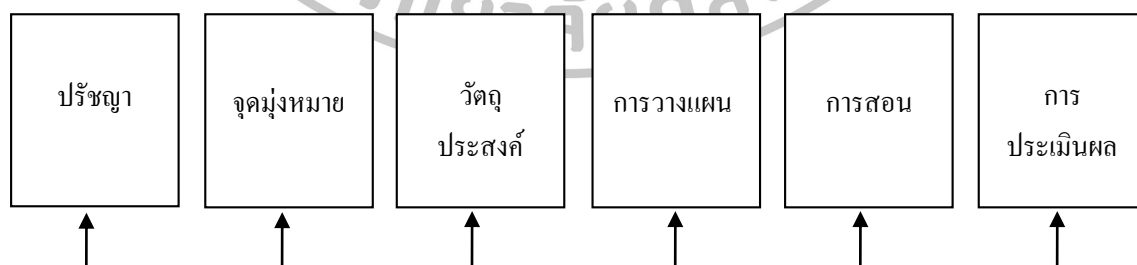 ปรัชญา
จุดมุ่งหมาย
วัตถุ
ประสงค์
การวางแผน
การสอน
การ
ประเมินผล